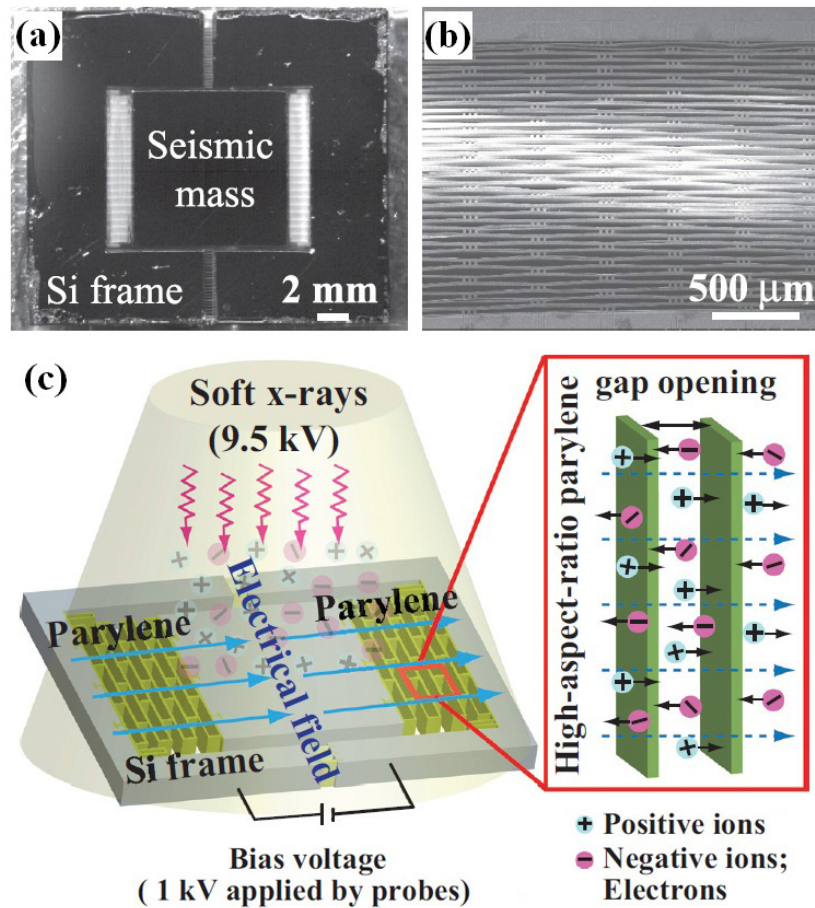 (a)
Seismic
mass
Si frame
2 mm
(b)
500 μm
(c)
Soft x-rays
(9.5 kV)
Parylene
Electrical field
Parylene
Si frame
Bias voltage
( 1 kV applied by probes)
gap opening
High-aspect-ratio parylene
Positive ions
Negative ions;
Electrons